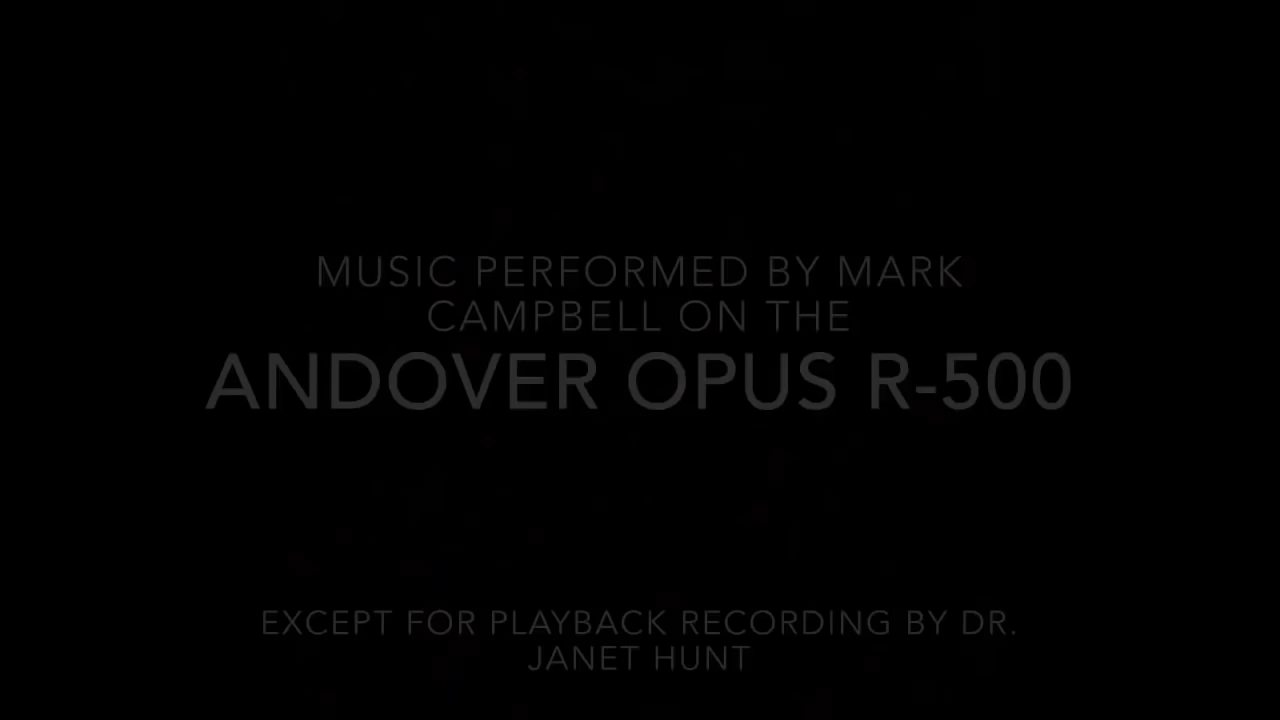 MUSIC PERFORMED BY MARK
CAMPBELL ON THE
ANDOVER OPUS R-500
EXCEPT FOR PLAYBACK RECORDING BY DR.
JANET HUNT